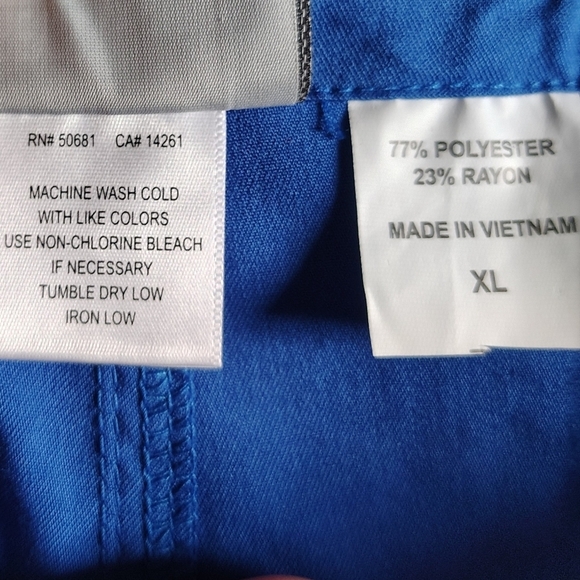 RN# 50681 CA# 14261
MACHINE WASH COLD
WITH LIKE COLORS
USE NON-CHLORINE BLEACH
IF NECESSARY
TUMBLE DRY LOW
IRON LOW
77% POLYESTER
23% RAYON
MADE IN VIETNAM
XL